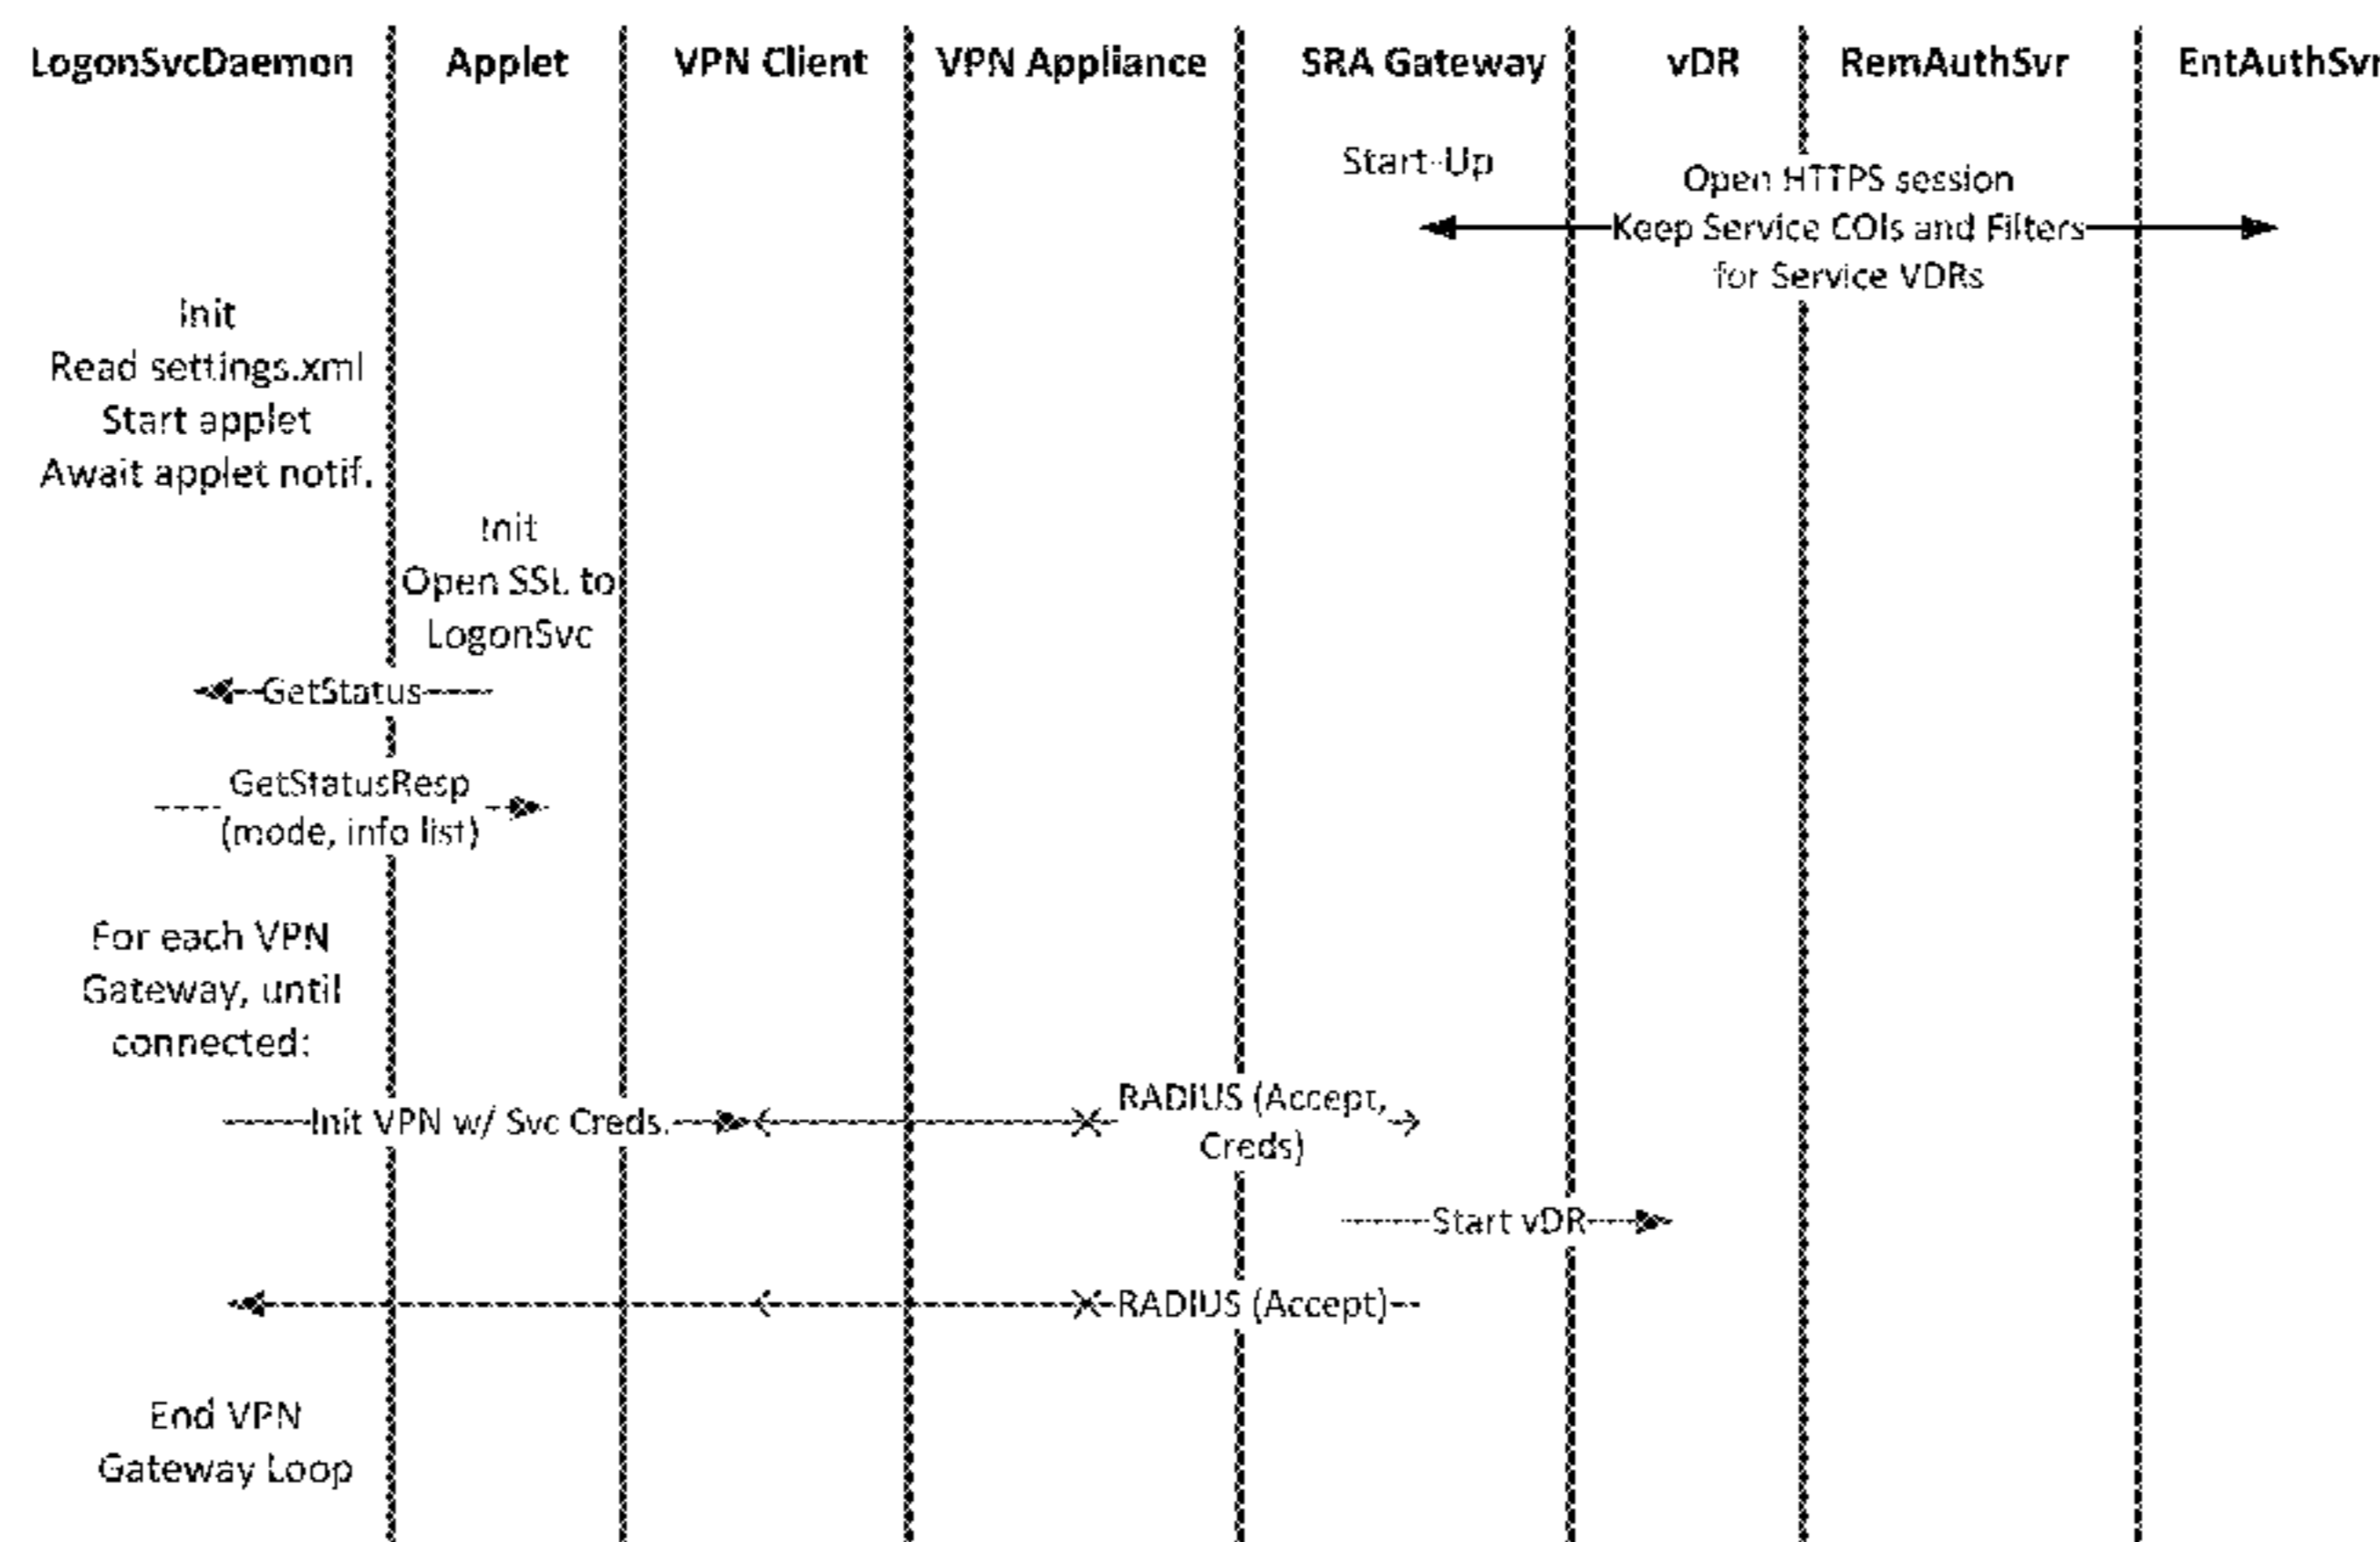 LogonSvcDaemon Applet VPN Client VPN Appliance SRA Gateway vDR RemAuthSvr EntAuthSvr
Start-Up
Open HTTPS session
Keep Service COIs and Filters
for Service VDRs
Init
Read settings.xml
Start applet
Await applet notif.
Init
Open SSL to
LogonSvc
GetStatus
GetStatusResp
(mode, info list)
For each VPN
Gateway, until
connected:
Init VPN w/ Svc Creds.
RADIUS (Accept,
Creds)
Start vDR
RADIUS (Accept)
End VPN
Gateway Loop